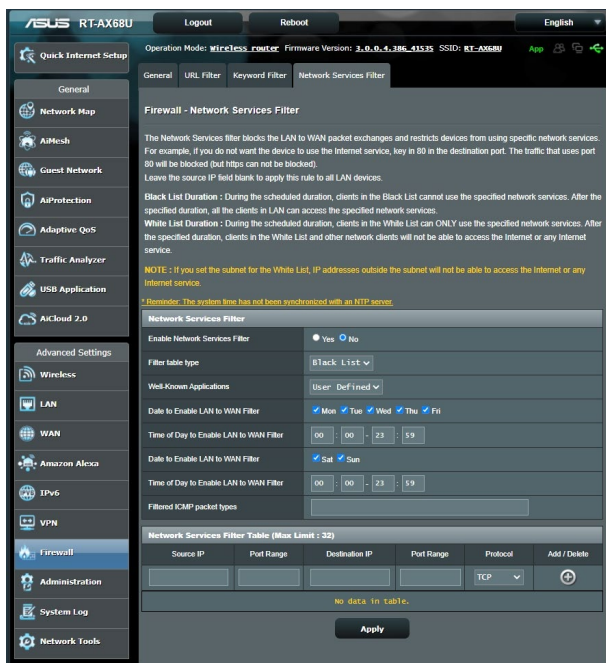 ASUS RT-AX68U Logout Reboot English
Quick Internet Setup
General
Network Map
AiMesh
Guest Network
AiProtection
Adaptive QoS
Traffic Analyzer
USB Application
AiCloud 2.0
Advanced Settings
Wireless
LAN
WAN
Amazon Alexa
IPv6
VPN
Firewall
Administration
System Log
Network Tools
Operation Mode: Wireless router Firmware Version: 3.0.0.4.386_41535 SSID: RT-AX68U App
General URL Filter Keyword Filter Network Services Filter
Firewall - Network Services Filter
The Network Services filter blocks the LAN to WAN packet exchanges and restricts devices from using specific network services.
For example, if you do not want the device to use the Internet service, key in 80 in the destination port. The traffic that uses port
80 will be blocked (but https can not be blocked).
Leave the source IP field blank to apply this rule to all LAN devices.
Black List Duration : During the scheduled duration, clients in the Black List cannot use the specified network services. After the
specified duration, all the clients in LAN can access the specified network services.
White List Duration : During the scheduled duration, clients in the White List can ONLY use the specified network services. After
the specified duration, clients in the White List and other network clients will not be able to access the Internet or any Internet
service.
NOTE : If you set the subnet for the White List, IP addresses outside the subnet will not be able to access the Internet or any
Internet service.
* Reminder: The system time has not been synchronized with an NTP server.
Network Services Filter
Enable Network Services Filter Yes No
Filter table type Black List
Well-Known Applications User Defined
Date to Enable LAN to WAN Filter Mon Tue Wed Thu Fri
Time of Day to Enable LAN to WAN Filter 00 : 00 - 23 : 59
Date to Enable LAN to WAN Filter Sat Sun
Time of Day to Enable LAN to WAN Filter 00 : 00 - 23 : 59
Filtered ICMP packet types
Network Services Filter Table (Max Limit : 32)
Source IP Port Range Destination IP Port Range Protocol Add / Delete
TCP
No data in table.
Apply